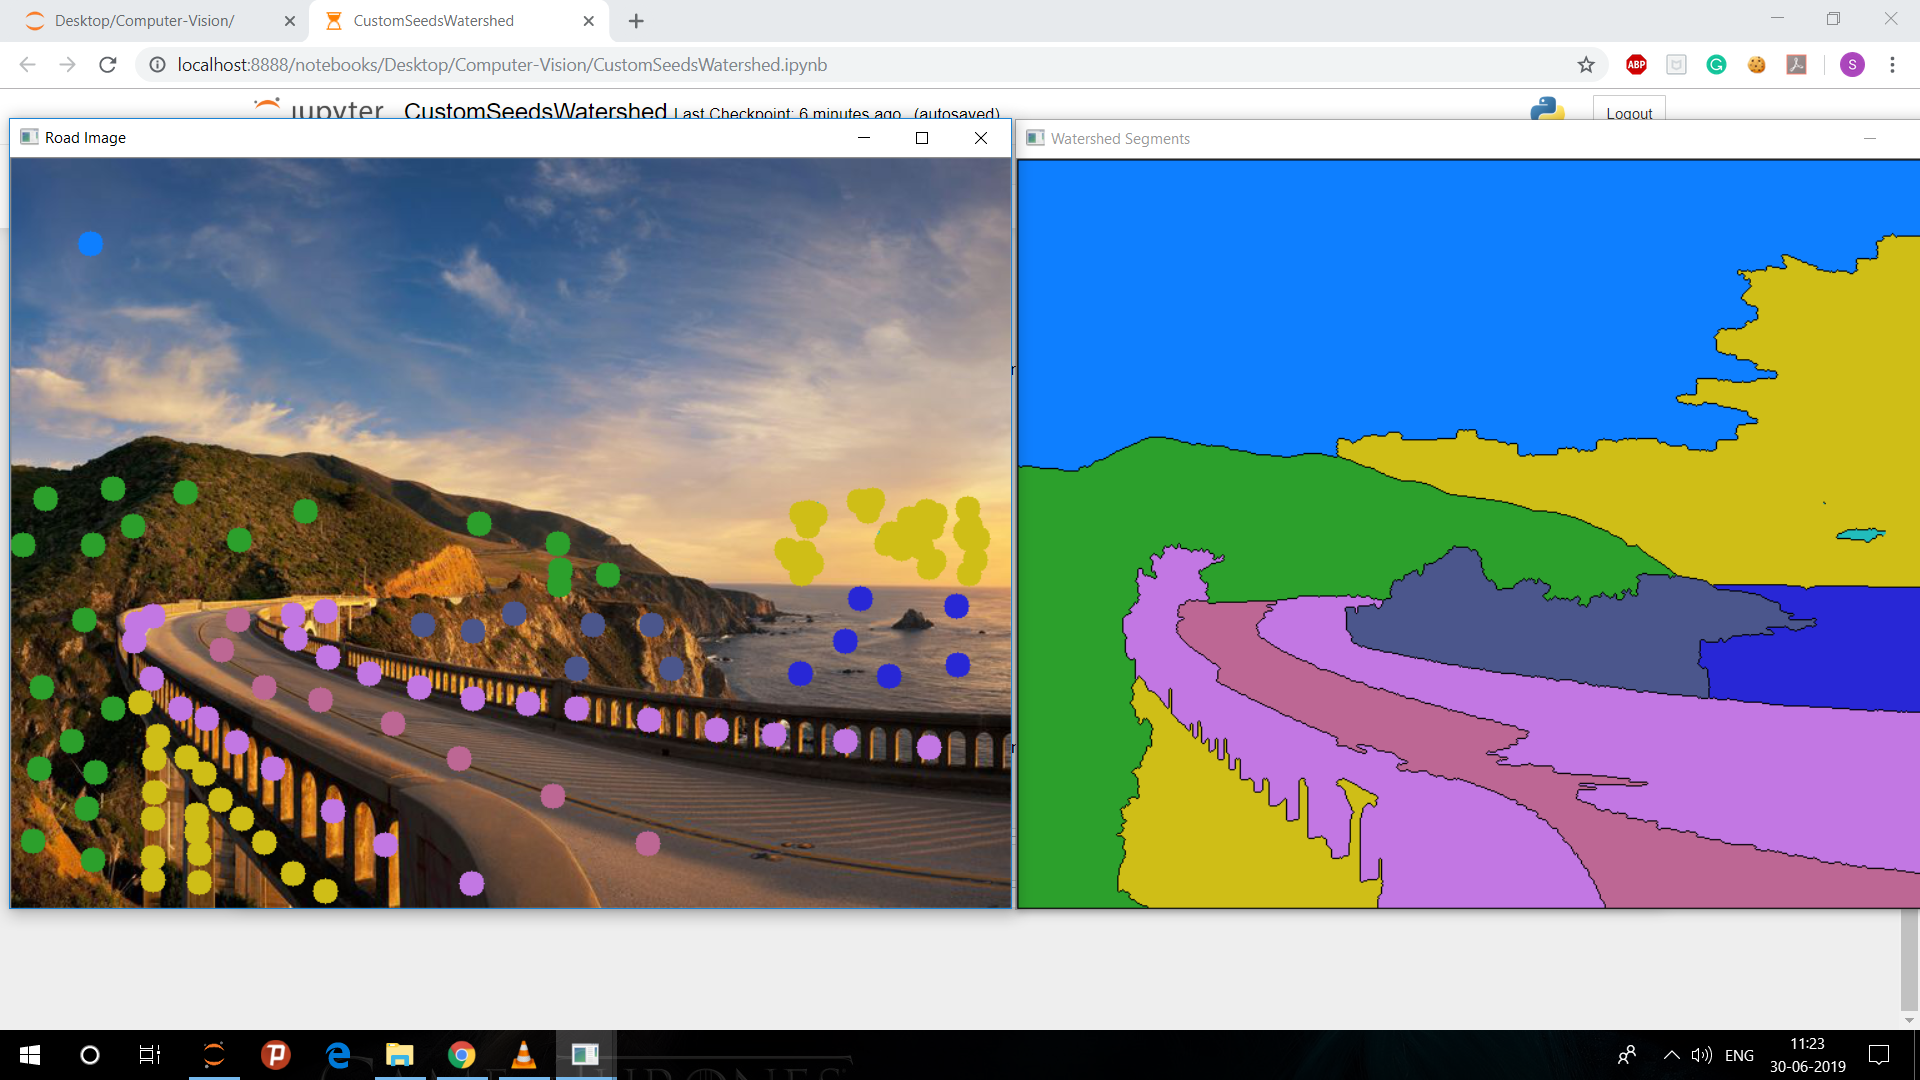 Desktop/Computer-Vision/
CustomSeedsWatershed
localhost:8888/notebooks/Desktop/Computer-Vision/CustomSeedsWatershed.ipynb
ABP
G
S
jupyter CustomSeedsWatershed Last Checkpoint: 6 minutes ago (autosaved)
Logout
Road Image
Watershed Segments
ENG
11:23
30-06-2019